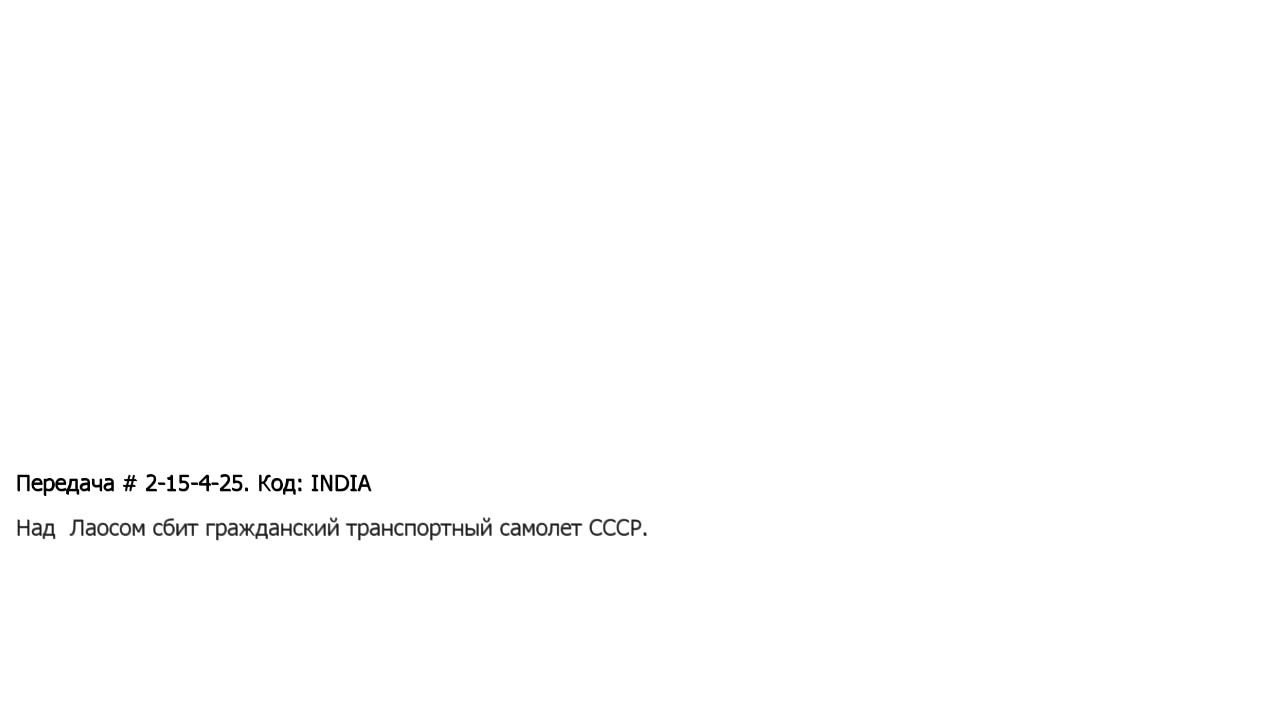 Передача # 2-15-4-25. Код: INDIA
Над  Лаосом сбит гражданский транспортный самолет СССР.